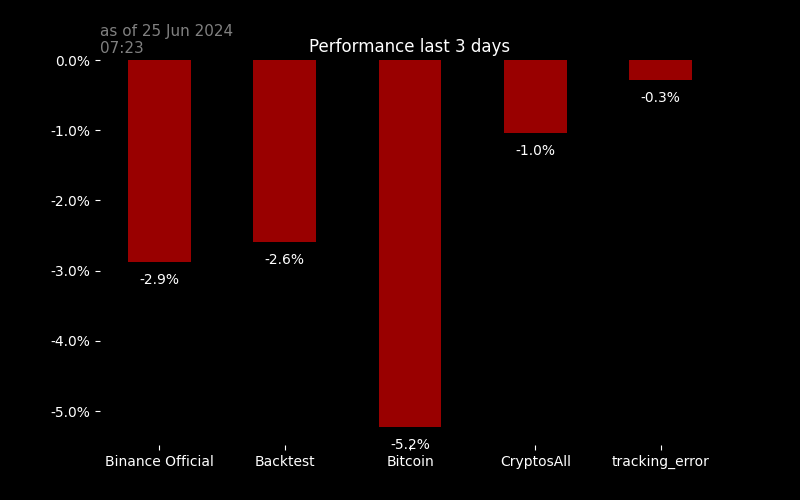 as of 25 Jun 2024
07:23
Performance last 3 days
0.0%
-1.0%
-2.0%
-3.0%
-4.0%
-5.0%
-2.9%
-2.6%
-5.2%
-1.0%
-0.3%
Binance Official
Backtest
Bitcoin
CryptosAll
tracking_error